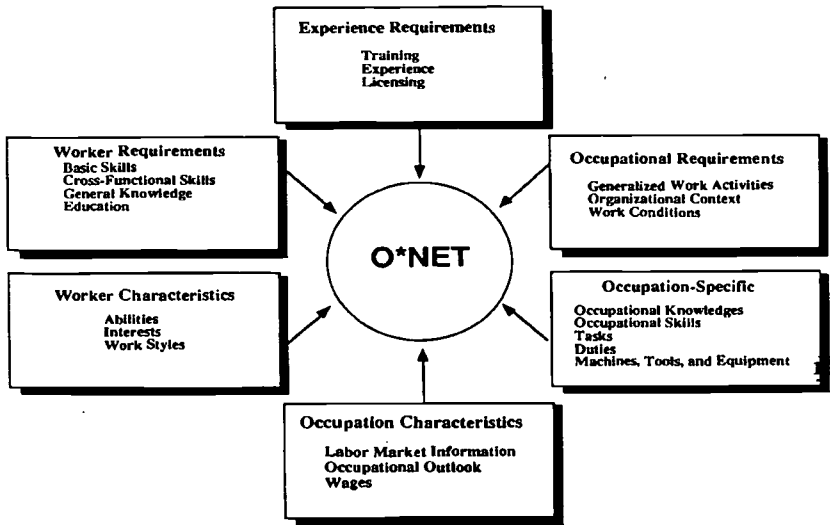 Experience Requirements
Training
Experience
Licensing
Worker Requirements
Basic Skills
Cross-Functional Skills
General Knowledge
Education
Occupational Requirements
Generalized Work Activities
Organizational Context
Work Conditions
O*NET
Worker Characteristics
Abilities
Interests
Work Styles
Occupation-Specific
Occupational Knowledges
Occupational Skills
Tasks
Duties
Machines, Tools, and Equipment
Occupation Characteristics
Labor Market Information
Occupational Outlook
Wages